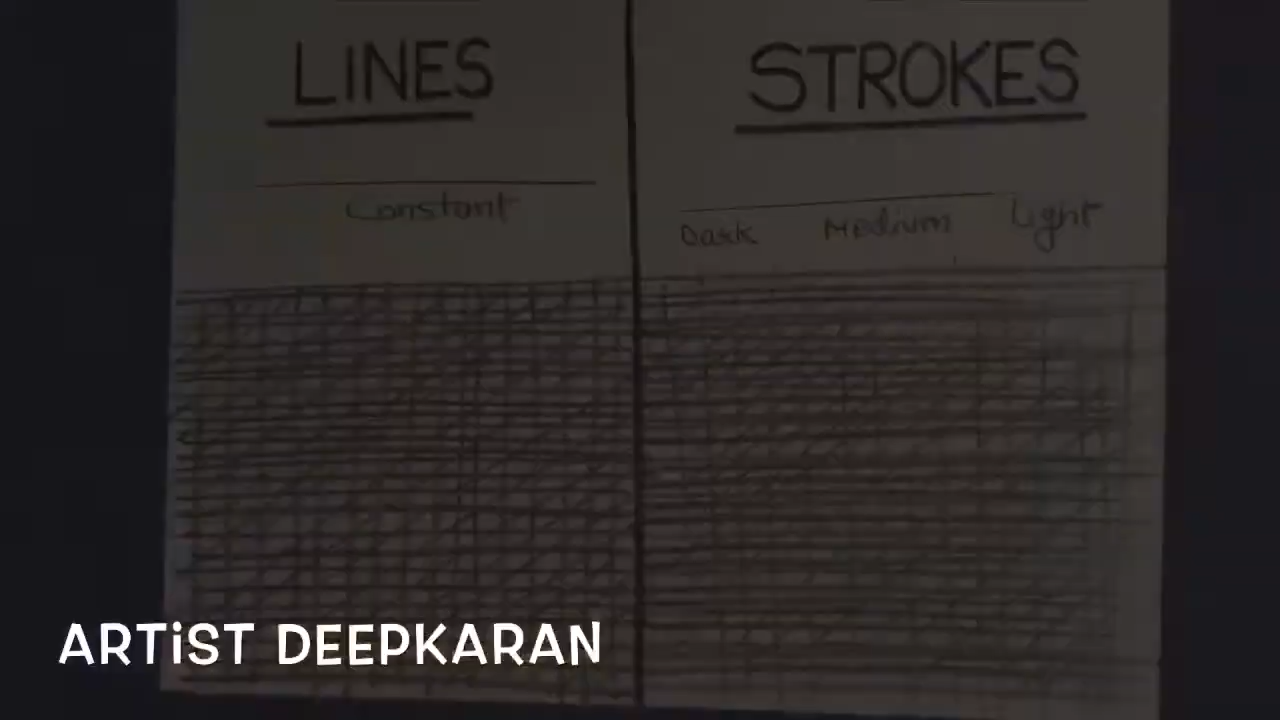 LINES
STROKES
Constant
Dark Medium Light
ARTiST DEEPKARAN